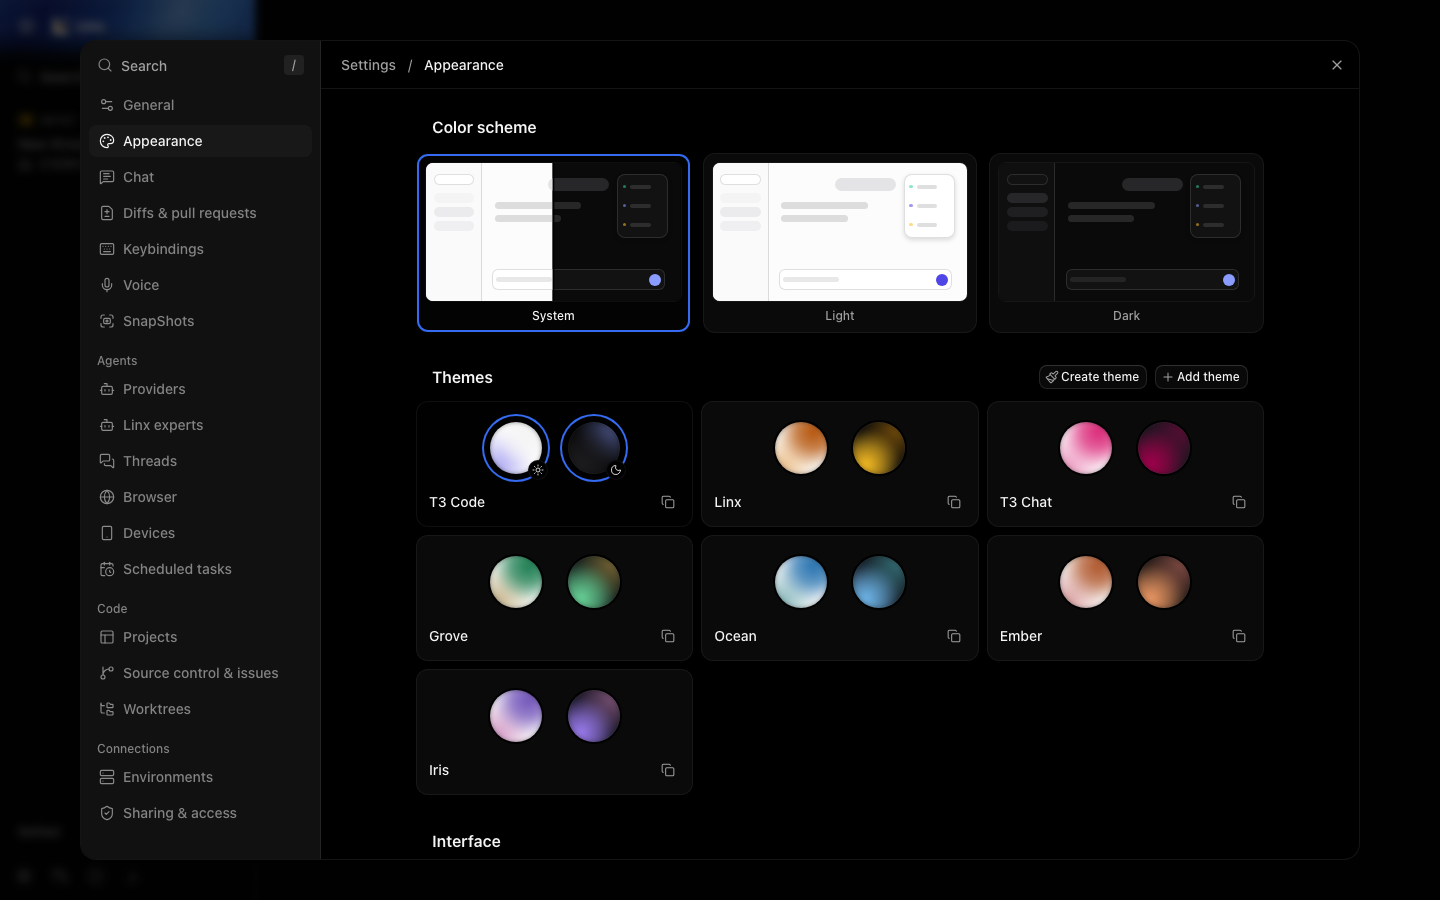 Search
/
General
Appearance
Chat
Diffs & pull requests
Keybindings
Voice
SnapShots
Agents
Providers
Linx experts
Threads
Browser
Devices
Scheduled tasks
Code
Projects
Source control & issues
Worktrees
Connections
Environments
Sharing & access
Settings / Appearance
Color scheme
System
Light
Dark
Themes
Create theme
Add theme
T3 Code
Linx
T3 Chat
Grove
Ocean
Ember
Iris
Interface